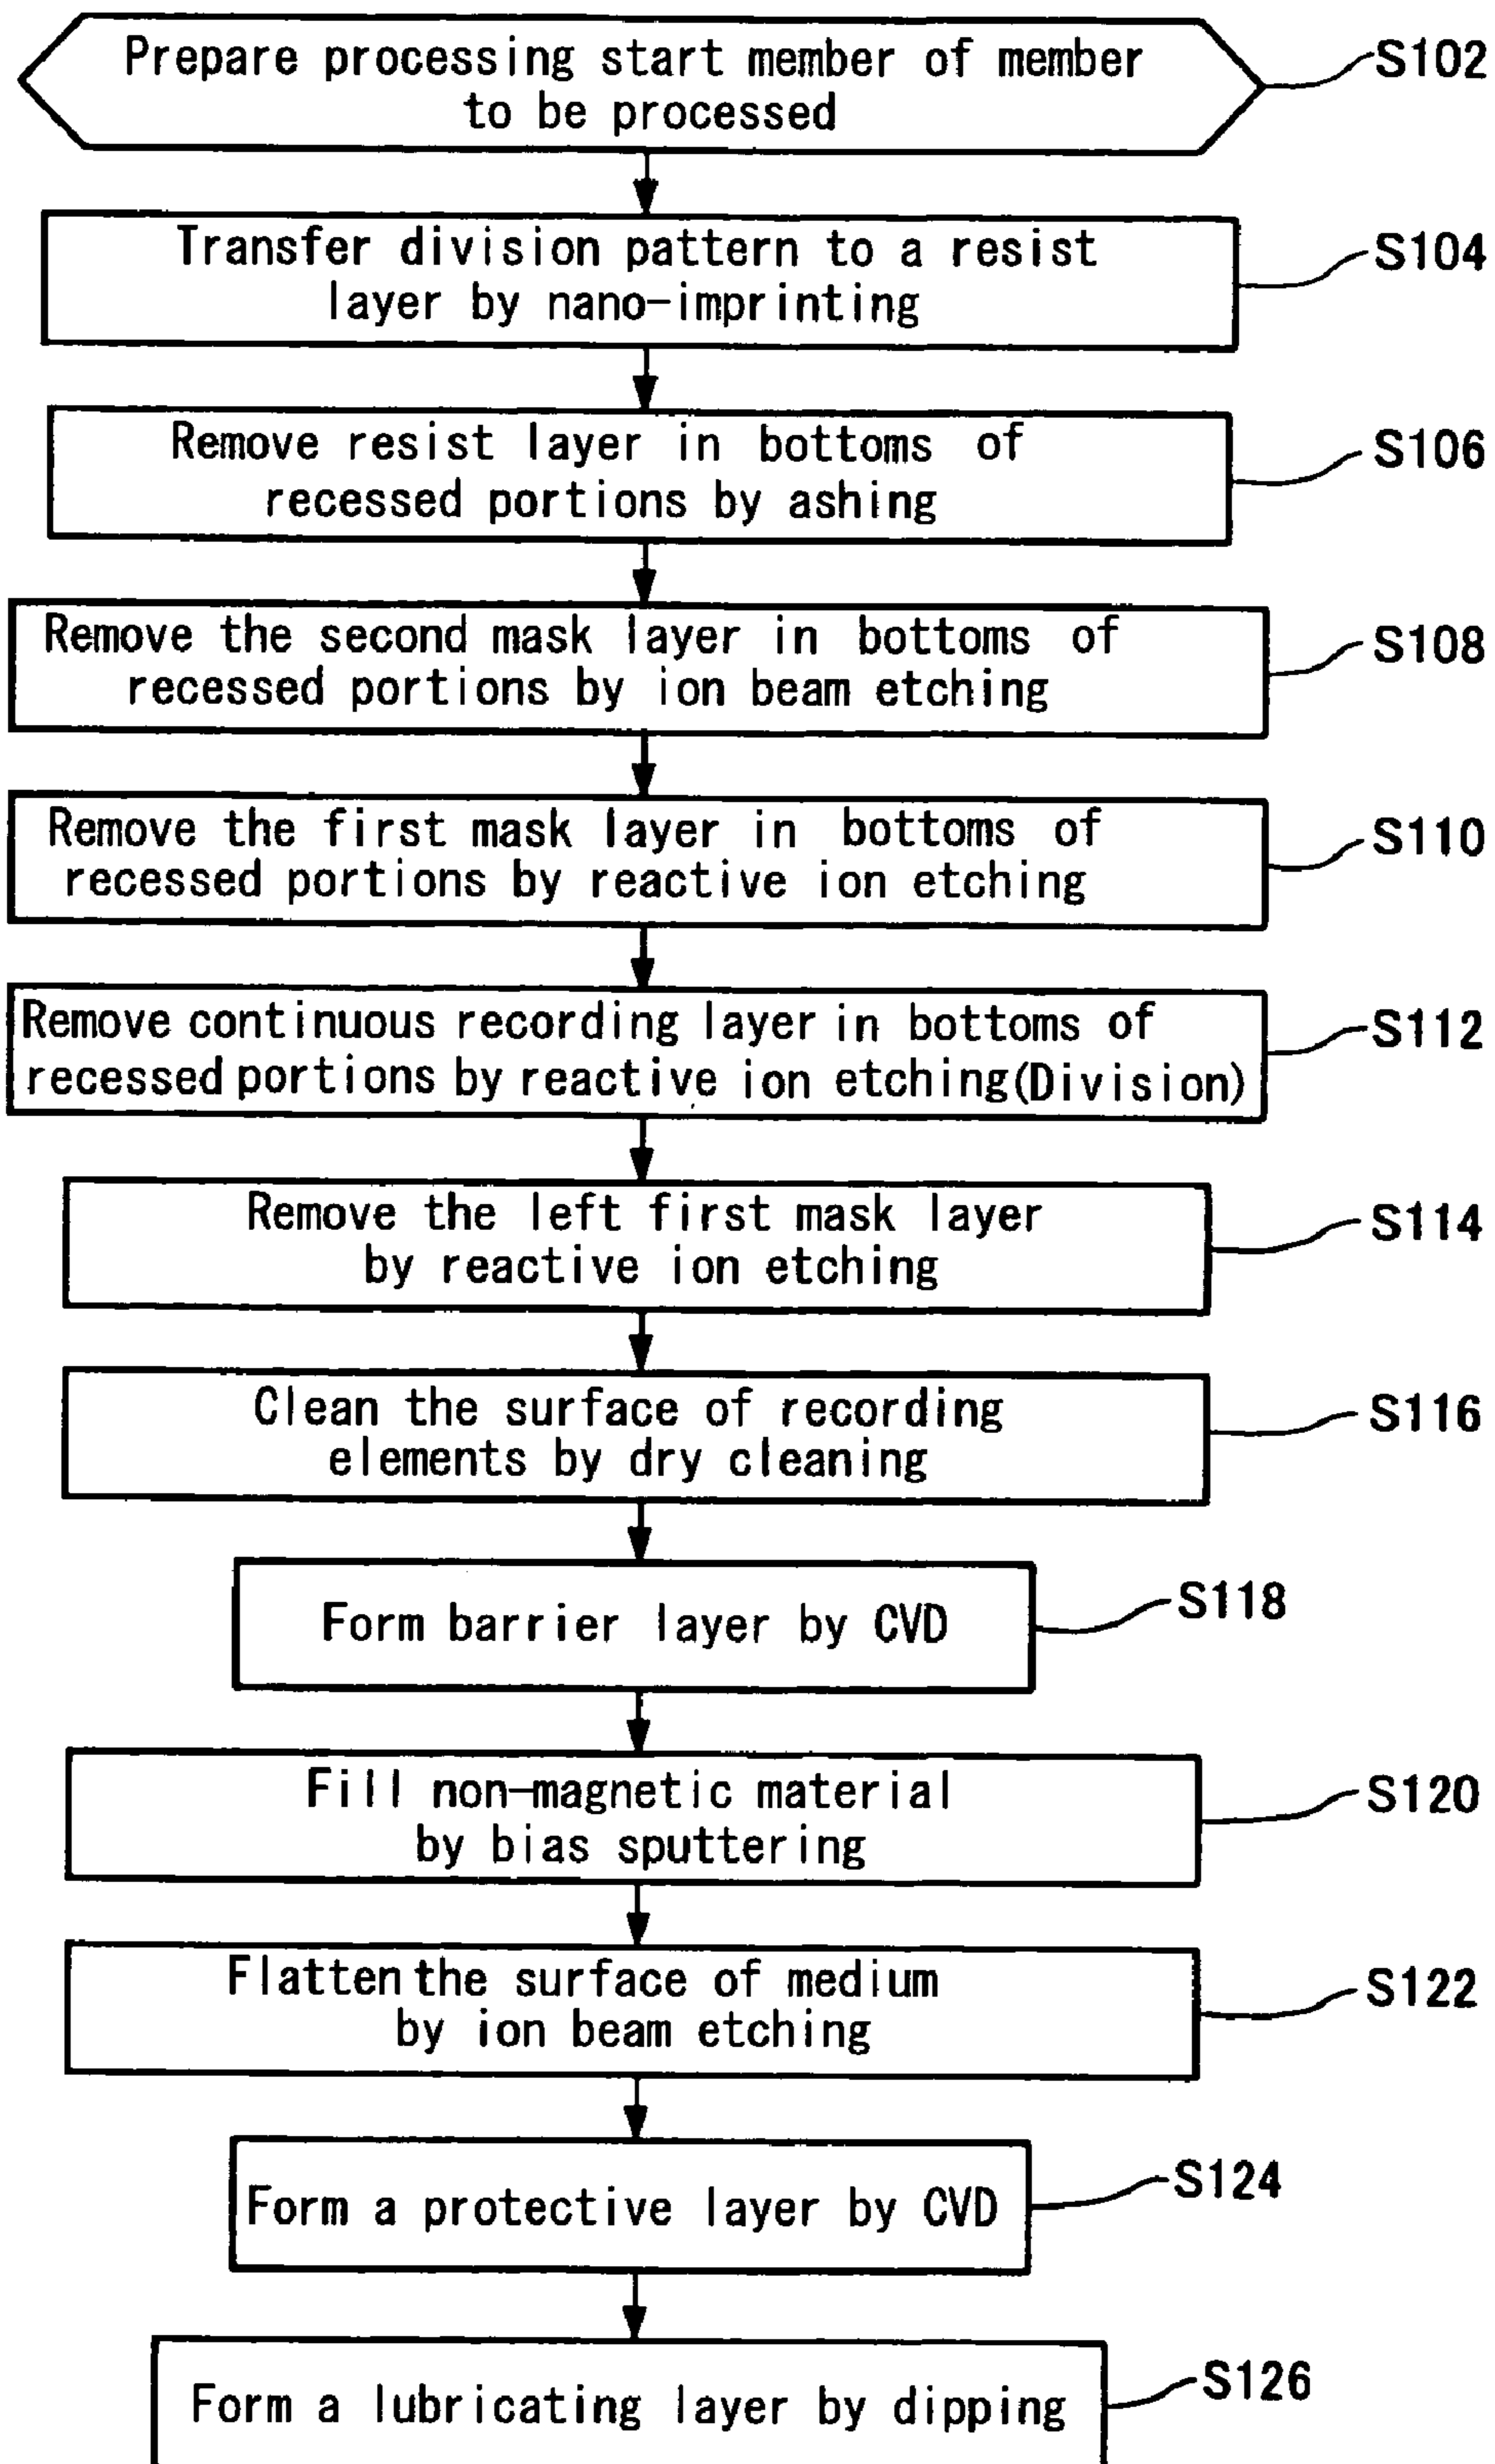 Prepare processing start member of member
to be processed
S102
Transfer division pattern to a resist
layer by nano-imprinting
S104
Remove resist layer in bottoms of
recessed portions by ashing
S106
Remove the second mask layer in bottoms of
recessed portions by ion beam etching
S108
Remove the first mask layer in bottoms of
recessed portions by reactive ion etching
S110
Remove continuous recording layer in bottoms of
recessed portions by reactive ion etching(Division)
S112
Remove the left first mask layer
by reactive ion etching
S114
Clean the surface of recording
elements by dry cleaning
S116
Form barrier layer by CVD
S118
Fill non-magnetic material
by bias sputtering
S120
Flatten the surface of medium
by ion beam etching
S122
Form a protective layer by CVD
S124
Form a lubricating layer by dipping
S126